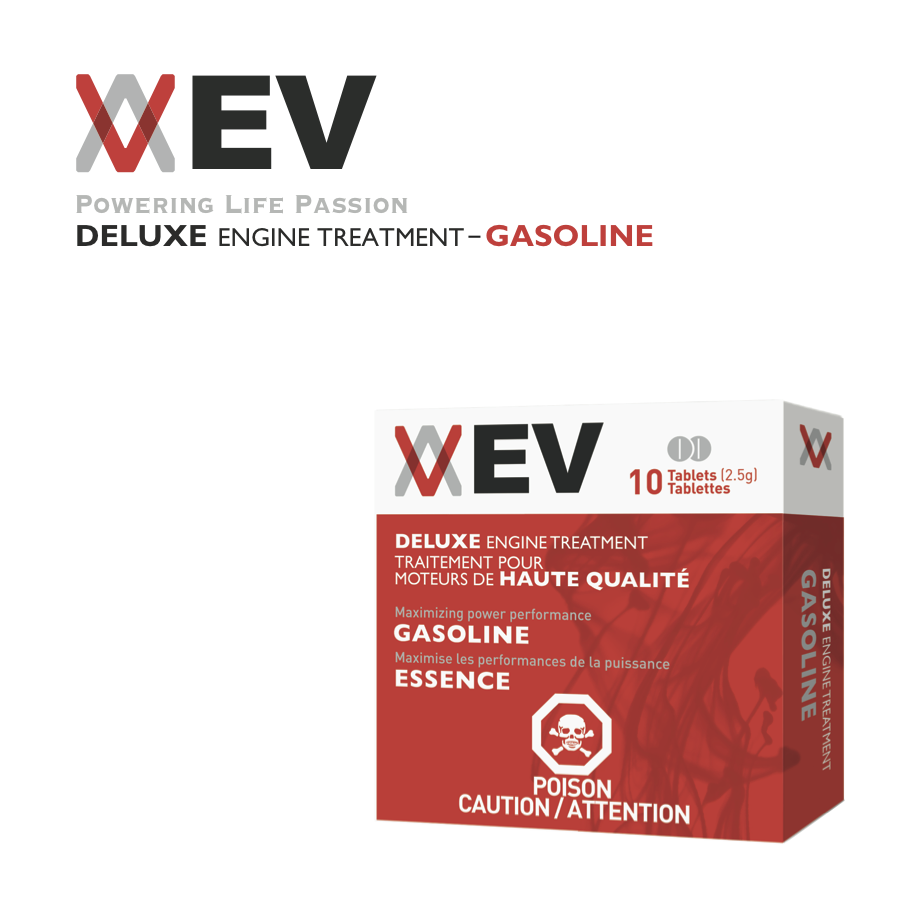 EV
POWERING LIFE PASSION
DELUXE ENGINE TREATMENT – GASOLINE
EV
10 Tablets (2.5g)
Tablettes
DELUXE ENGINE TREATMENT
TRAITEMENT POUR
MOTEURS DE HAUTE QUALITÉ
Maximizing power performance
GASOLINE
Maximise les performances de la puissance
ESSENCE
POISON
CAUTION / ATTENTION
DELUXE ENGINE TREATMENT
GASOLINE